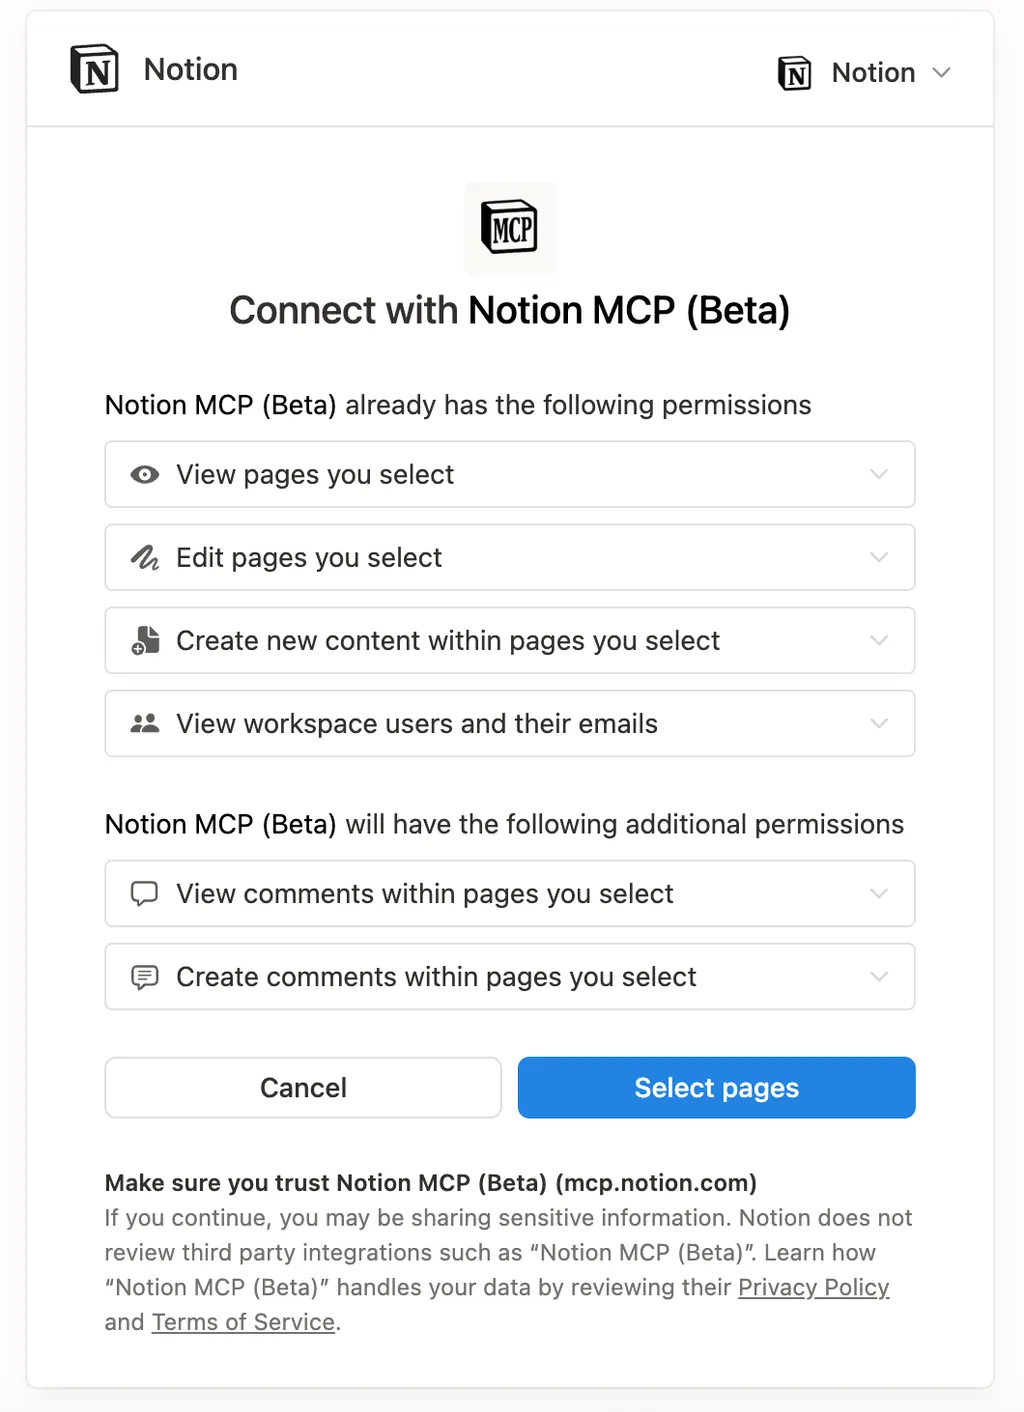 Notion
Notion
MCP
Connect with Notion MCP (Beta)
Notion MCP (Beta) already has the following permissions
View pages you select
Edit pages you select
Create new content within pages you select
View workspace users and their emails
Notion MCP (Beta) will have the following additional permissions
View comments within pages you select
Create comments within pages you select
Cancel
Select pages
Make sure you trust Notion MCP (Beta) (mcp.notion.com)
If you continue, you may be sharing sensitive information. Notion does not
review third party integrations such as “Notion MCP (Beta)”. Learn how
“Notion MCP (Beta)” handles your data by reviewing their Privacy Policy
and Terms of Service.